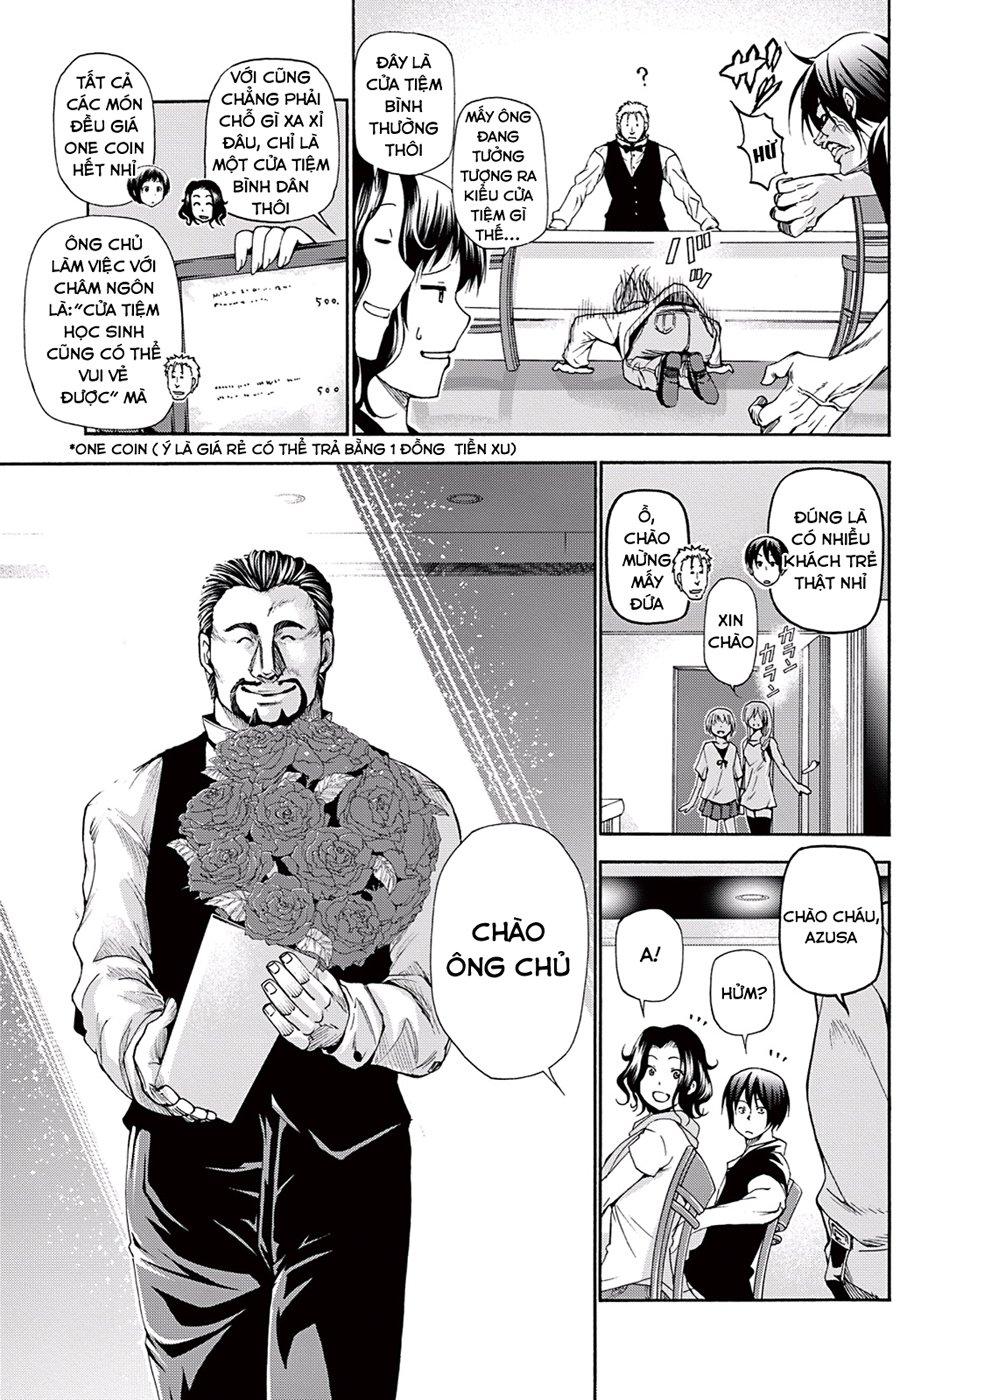 サッ
HỪ
?
ĐÂY LÀ
CỬA TIỆM
BÌNH
THƯỜNG
THÔI
MẤY ÔNG
ĐANG
TƯỞNG
TƯỢNG RA
KIỂU CỬA
TIỆM GÌ
THẾ...
バッ
VỚI CŨNG
CHẲNG PHẢI
CHỖ GÌ XA XỈ
ĐÂU, CHỈ LÀ
MỘT CỬA TIỆM
BÌNH DÂN
THÔI
TẤT CẢ
CÁC MÓN
ĐỀU GIÁ
ONE COIN
HẾT NHỈ
ÔNG CHỦ
LÀM VIỆC VỚI
CHÂM NGÔN
LÀ:"CỬA TIỆM
HỌC SINH
CŨNG CÓ THỂ
VUI VẺ
ĐƯỢC" MÀ
500.
500
*ONE COIN ( Ý LÀ GIÁ RẺ CÓ THỂ TRẢ BẰNG 1 ĐỒNG TIỀN XU)
ĐÚNG LÀ
CÓ NHIỀU
KHÁCH TRẺ
THẬT NHỈ
Ồ,
CHÀO
MỪNG
MẤY
ĐỨA
XIN
CHÀO
カラン
カラン
CHÀO CHÁU,
AZUSA
HỬM?
A!
CHÀO
ÔNG CHỦ